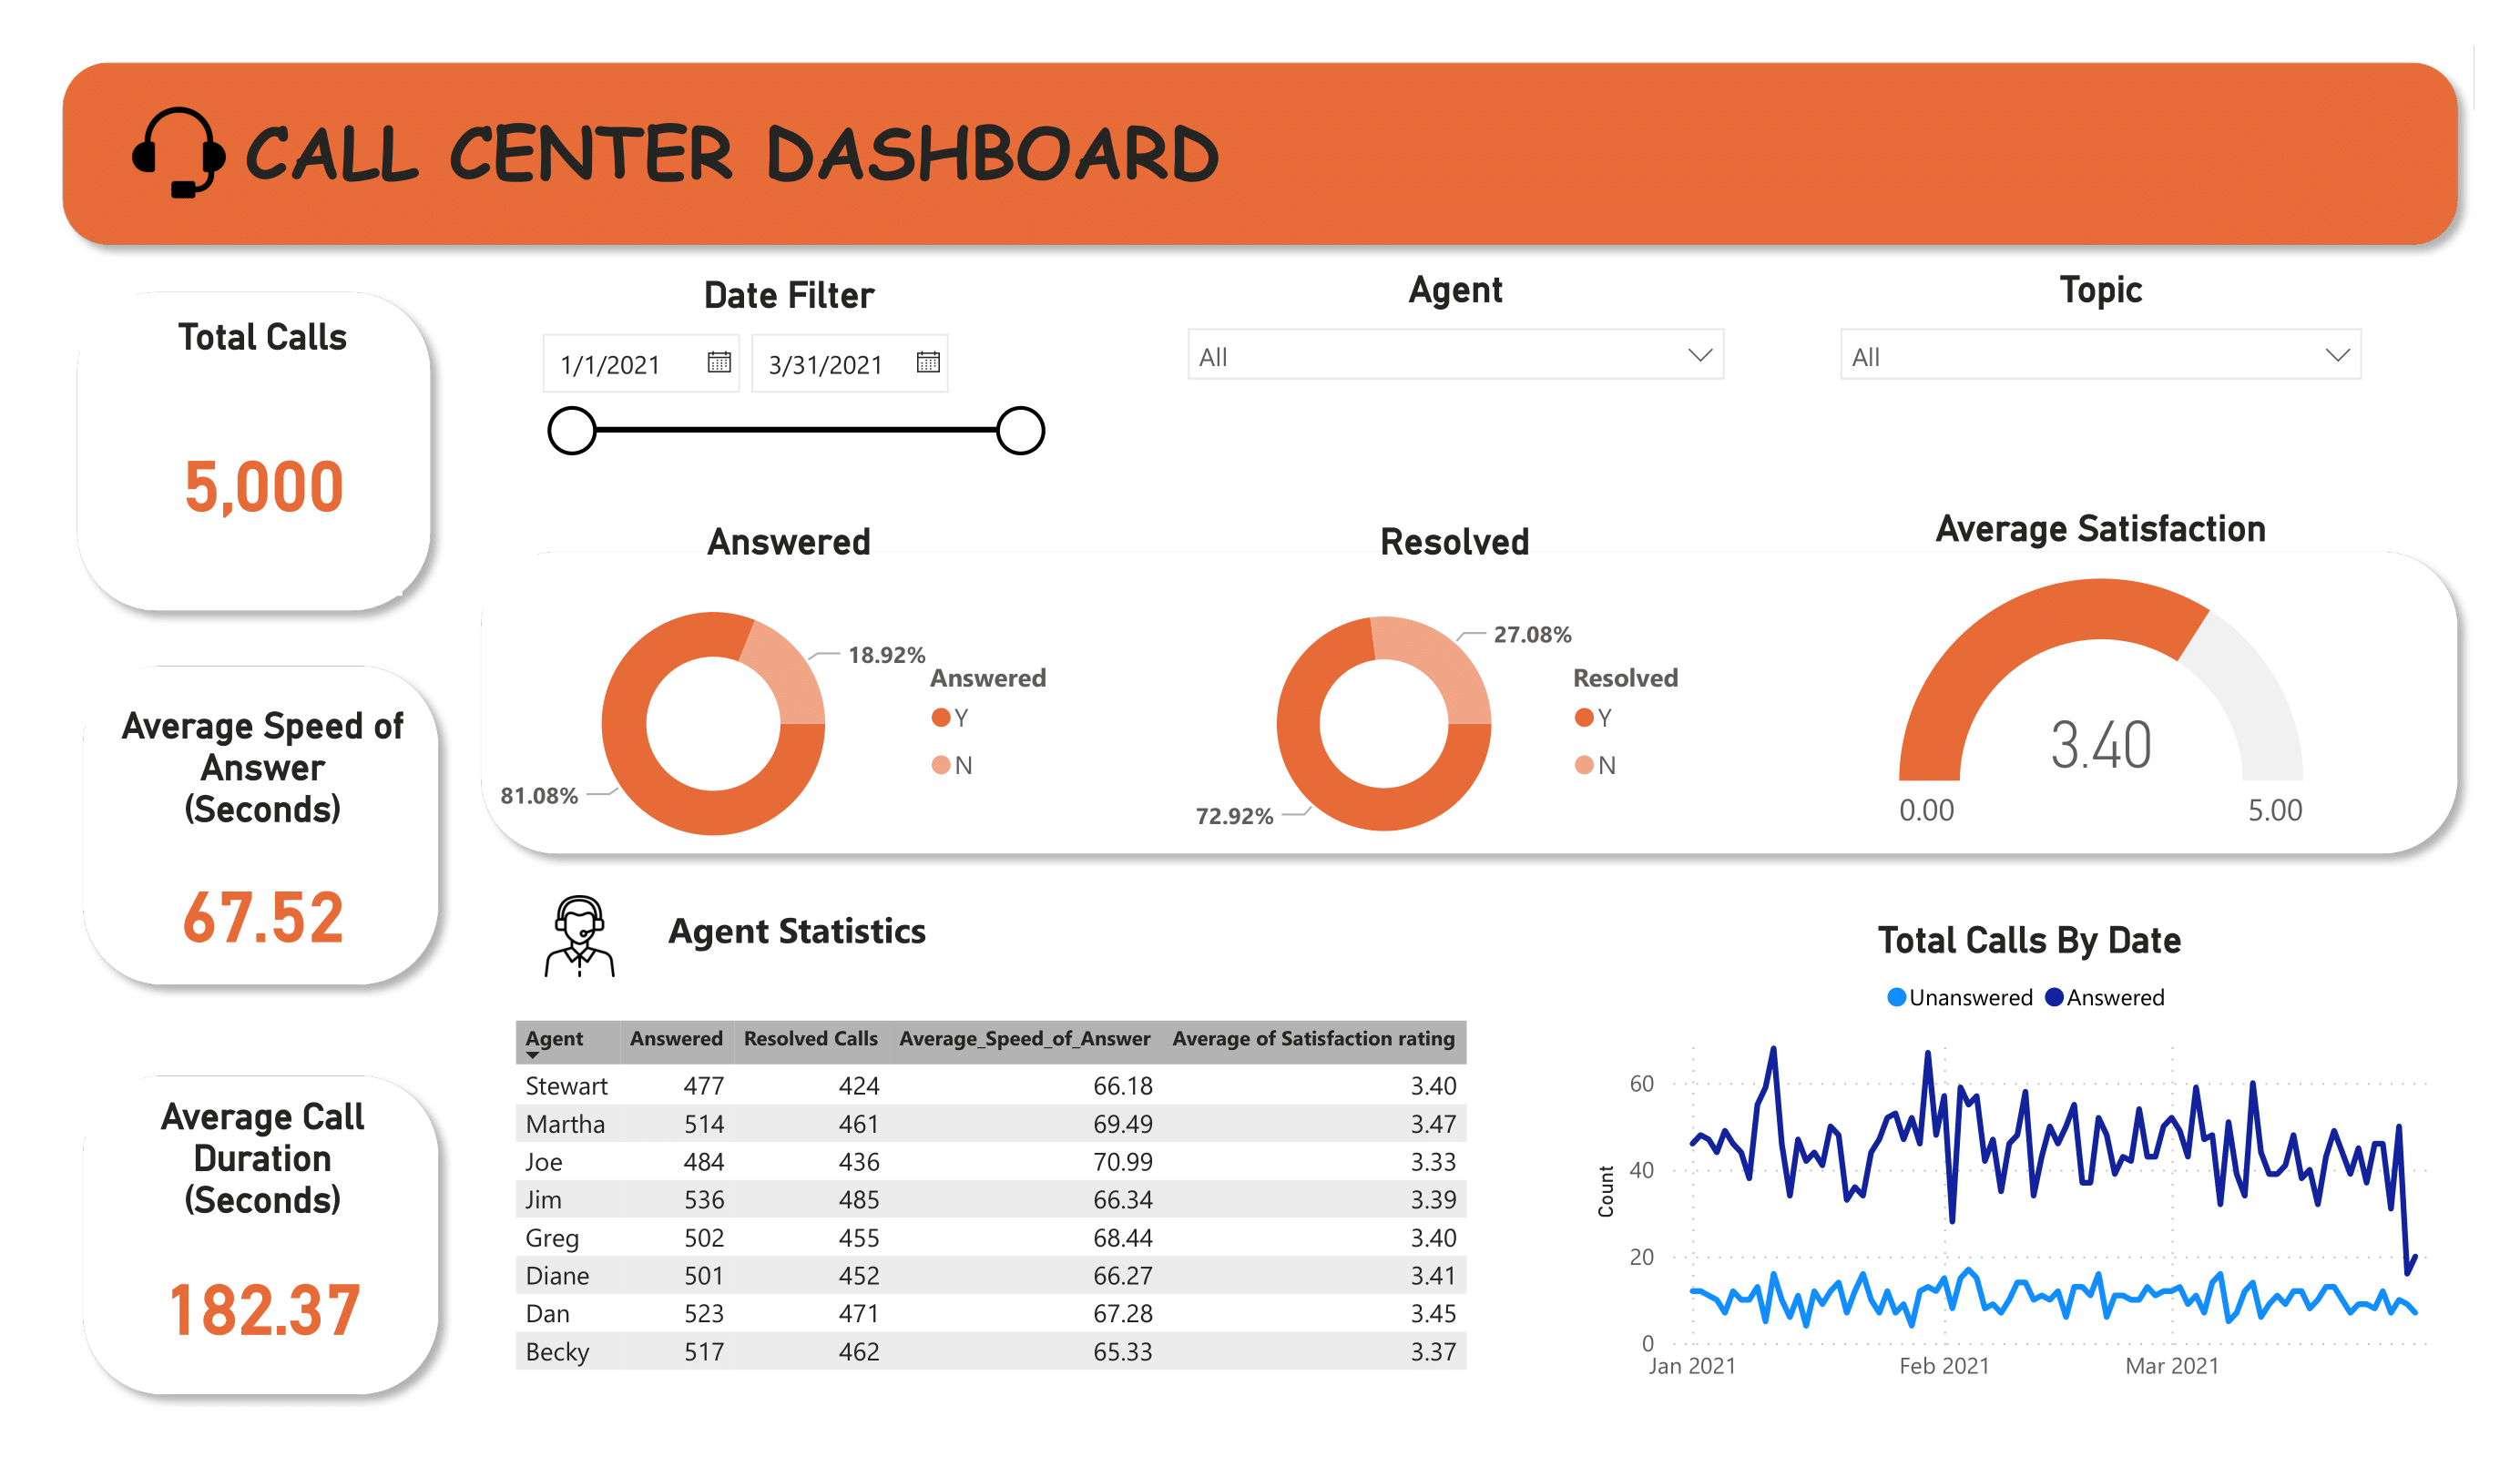 CALL CENTER DASHBOARD
Total Calls
5,000
Average Speed of
Answer
(Seconds)
67.52
Average Call
Duration
(Seconds)
182.37
Date Filter
1/1/2021 3/31/2021
Agent
All
Topic
All
Answered
18.92%
81.08%
Answered
Y
N
Resolved
27.08%
72.92%
Resolved
Y
N
Average Satisfaction
3.40
0.00 5.00
Agent Statistics
Agent Answered Resolved Calls Average_Speed_of_Answer Average of Satisfaction rating
Stewart 477 424 66.18 3.40
Martha 514 461 69.49 3.47
Joe 484 436 70.99 3.33
Jim 536 485 66.34 3.39
Greg 502 455 68.44 3.40
Diane 501 452 66.27 3.41
Dan 523 471 67.28 3.45
Becky 517 462 65.33 3.37
Total Calls By Date
Unanswered Answered
Count
60
40
20
0
Jan 2021 Feb 2021 Mar 2021